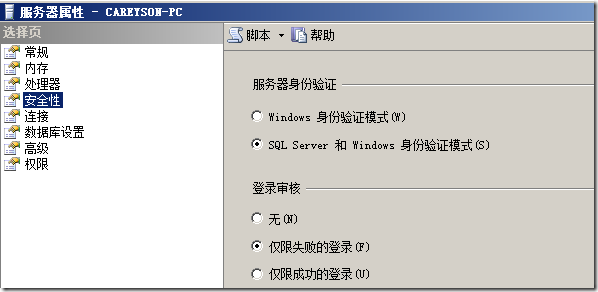 服务器属性 - CAREYSON-PC
选择页
常规
内存
处理器
安全性
连接
数据库设置
高级
权限
脚本 帮助
服务器身份验证
Windows 身份验证模式(W)
SQL Server 和 Windows 身份验证模式(S)
登录审核
无(N)
仅限失败的登录(F)
仅限成功的登录(U)